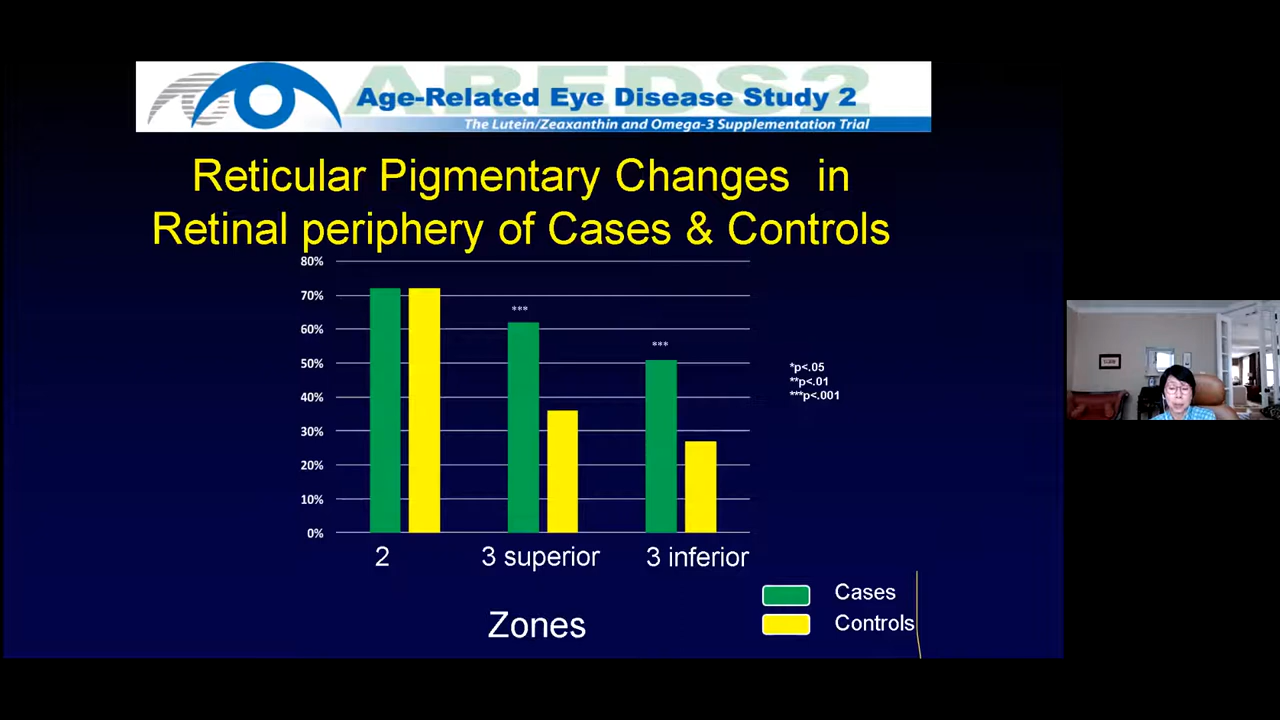 AREDS2
Age-Related Eye Disease Study 2
The Lutein/Zeaxanthin and Omega-3 Supplementation Trial
Reticular Pigmentary Changes in
Retinal periphery of Cases & Controls
80%
70%
60%
50%
40%
30%
20%
10%
0%
***
***
*p<.05
**p<.01
***p<.001
2 3 superior 3 inferior
Zones
Cases
Controls